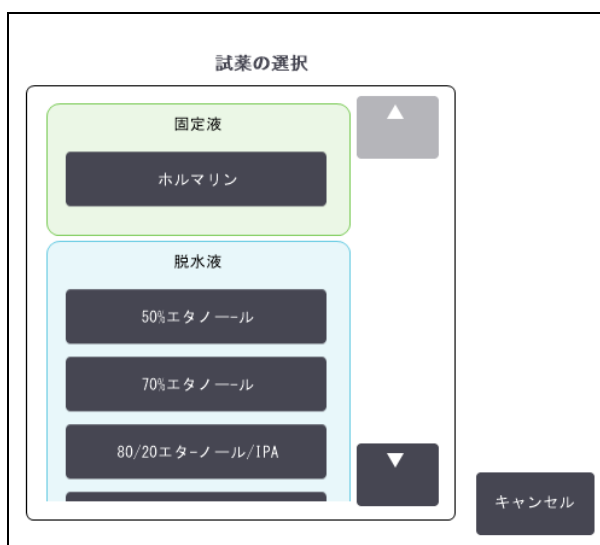 試薬の選択
固定液
ホルマリン
脱水液
50%エタノ―-ル
70%エタノ―-ル
80/20エタ-ノール/IPA
キャンセル